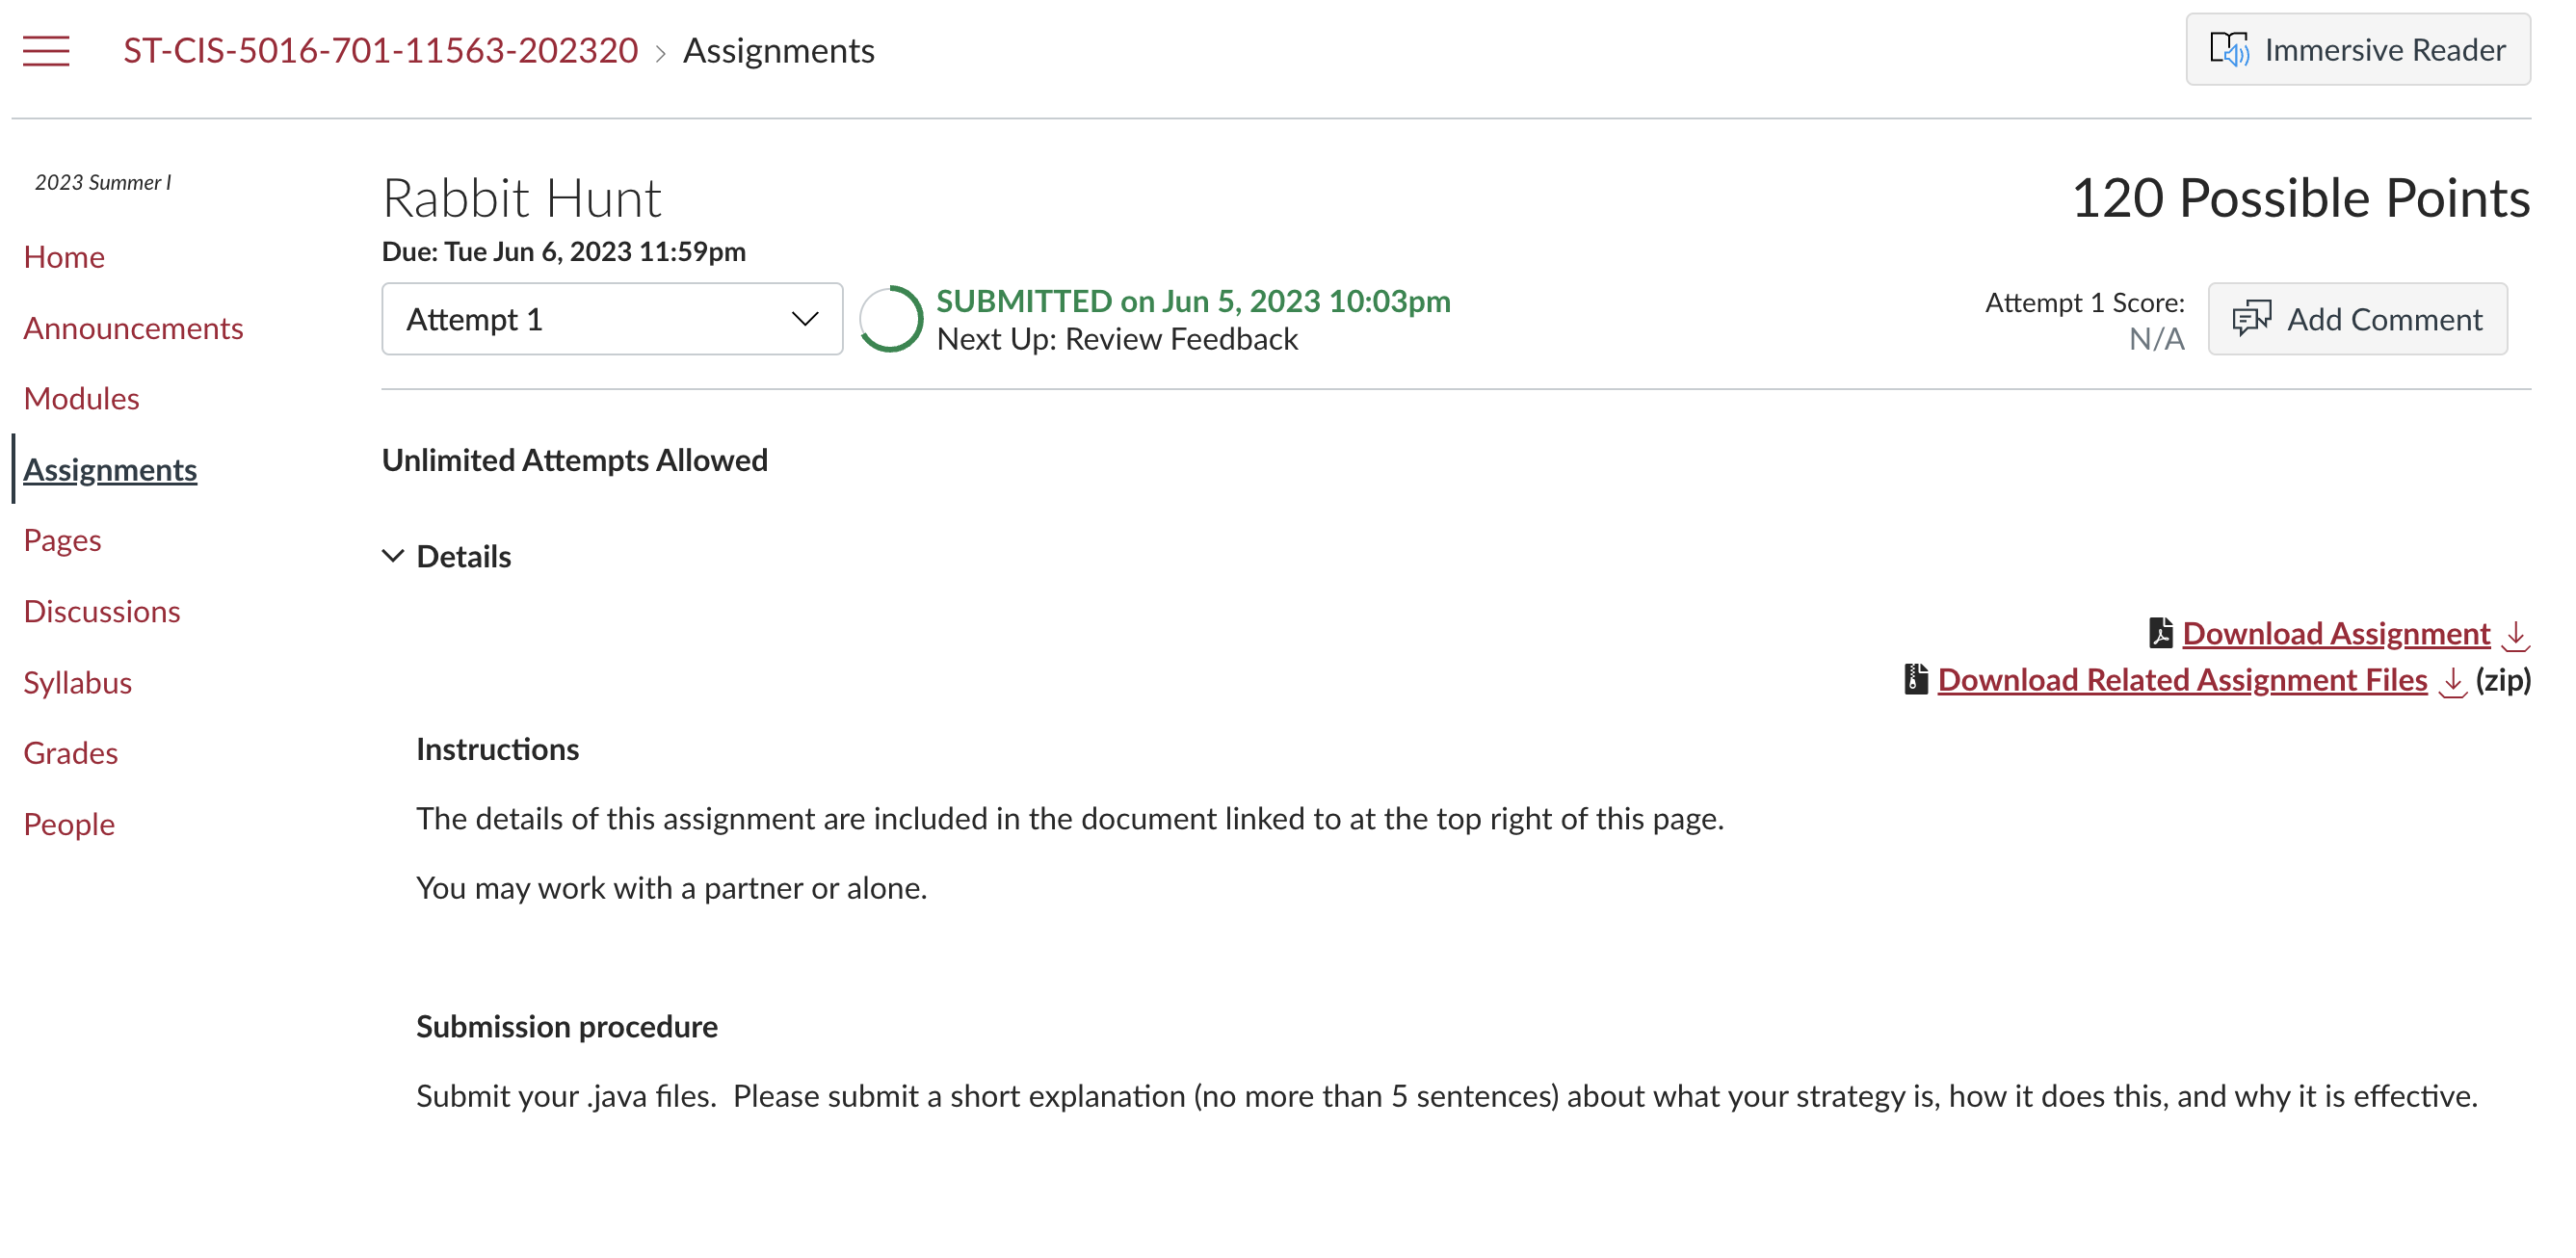 ST-CIS-5016-701-11563-202320 › Assignments
Immersive Reader
2023 Summer I
Home
Announcements
Modules
Assignments
Pages
Discussions
Syllabus
Grades
People
Rabbit Hunt
120 Possible Points
Due: Tue Jun 6, 2023 11:59pm
Attempt 1
SUBMITTED on Jun 5, 2023 10:03pm
Next Up: Review Feedback
Attempt 1 Score:
N/A
Add Comment
Unlimited Attempts Allowed
Details
Download Assignment
Download Related Assignment Files (zip)
Instructions
The details of this assignment are included in the document linked to at the top right of this page.
You may work with a partner or alone.
Submission procedure
Submit your .java files.  Please submit a short explanation (no more than 5 sentences) about what your strategy is, how it does this, and why it is effective.